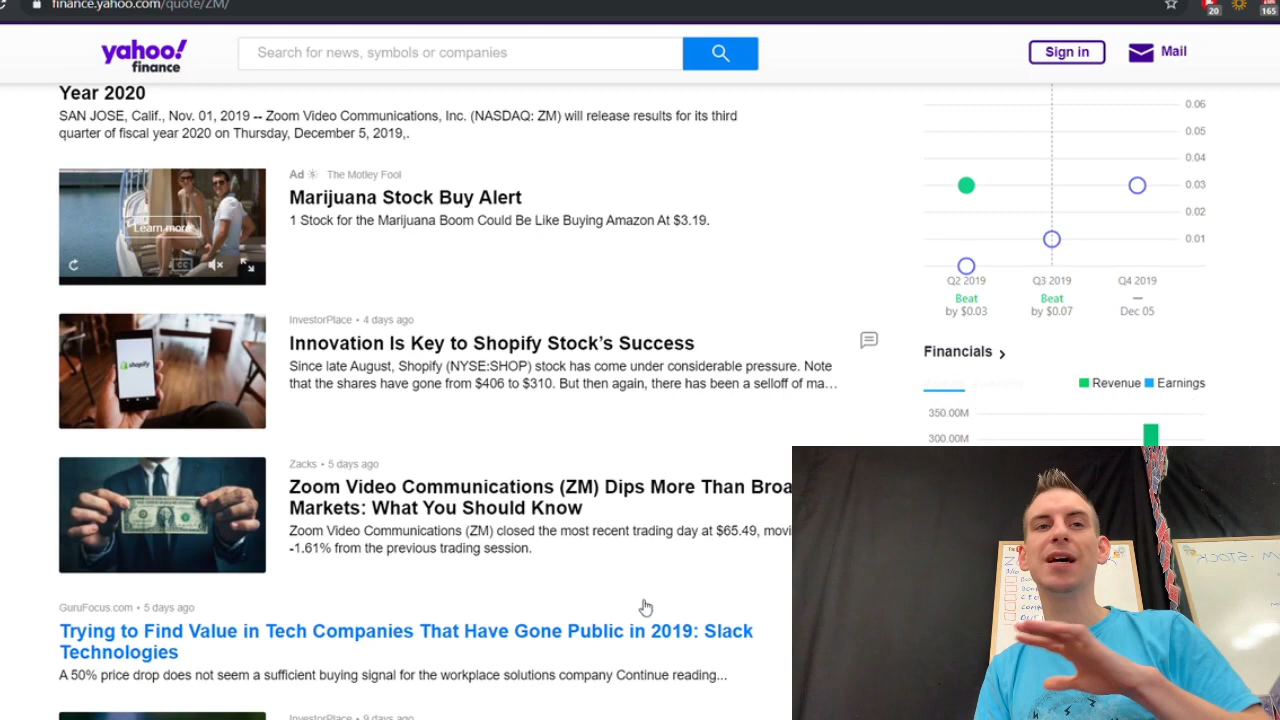 finance.yahoo.com/quote/ZM/
20
165
yahoo!
finance
Search for news, symbols or companies
Sign in
Mail
Year 2020
SAN JOSE, Calif., Nov. 01, 2019 -- Zoom Video Communications, Inc. (NASDAQ: ZM) will release results for its third
quarter of fiscal year 2020 on Thursday, December 5, 2019,.
Ad The Motley Fool
Marijuana Stock Buy Alert
1 Stock for the Marijuana Boom Could Be Like Buying Amazon At $3.19.
Learn more
CC
InvestorPlace • 4 days ago
Innovation Is Key to Shopify Stock's Success
Since late August, Shopify (NYSE:SHOP) stock has come under considerable pressure. Note
that the shares have gone from $406 to $310. But then again, there has been a selloff of ma…
shopify
Zacks • 5 days ago
Zoom Video Communications (ZM) Dips More Than Broa
Markets: What You Should Know
Zoom Video Communications (ZM) closed the most recent trading day at $65.49, movi
-1.61% from the previous trading session.
GuruFocus.com • 5 days ago
Trying to Find Value in Tech Companies That Have Gone Public in 2019: Slack
Technologies
A 50% price drop does not seem a sufficient buying signal for the workplace solutions company Continue reading...
InvestorPlace • 9 days ago
0.06
0.05
0.04
0.03
0.02
0.01
Q2 2019 Q3 2019 Q4 2019
Beat Beat —
by $0.03 by $0.07 Dec 05
Financials
Revenue Earnings
350.00M
300.00M